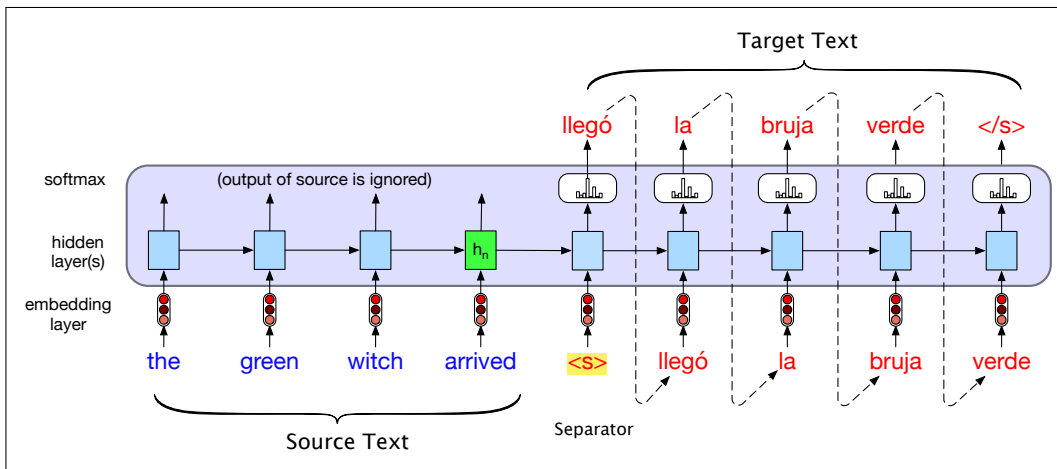 Target Text
llegó la bruja verde </s>
softmax (output of source is ignored)
hidden layer(s)
h_n
embedding layer
the green witch arrived <s> llegó la bruja verde
Separator
Source Text